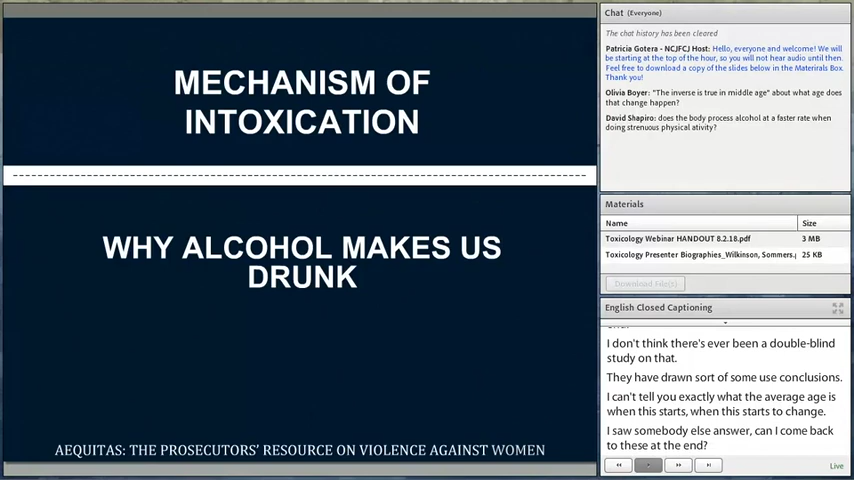 MECHANISM OF
INTOXICATION
WHY ALCOHOL MAKES US
DRUNK
AEQUITAS: THE PROSECUTORS' RESOURCE ON VIOLENCE AGAINST WOMEN
Chat (Everyone)
The chat history has been cleared
Patricia Gotera - NCJFCJ Host: Hello, everyone and welcome! We will
be starting at the top of the hour, so you will not hear audio until then.
Feel free to download a copy of the slides below in the Materirals Box.
Thank you!
Olivia Boyer: "The inverse is true in middle age" about what age does
that change happen?
David Shapiro: does the body process alcohol at a faster rate when
doing strenuous physical ativity?
Materials
Name Size
Toxicology Webinar HANDOUT 8.2.18.pdf 3 MB
Toxicology Presenter Biographies_Wilkinson, Sommers.p 25 KB
Download File(s)
English Closed Captioning
I don't think there's ever been a double-blind
study on that.
They have drawn sort of some use conclusions.
I can't tell you exactly what the average age is
when this starts, when this starts to change.
I saw somebody else answer, can I come back
to these at the end?
Live